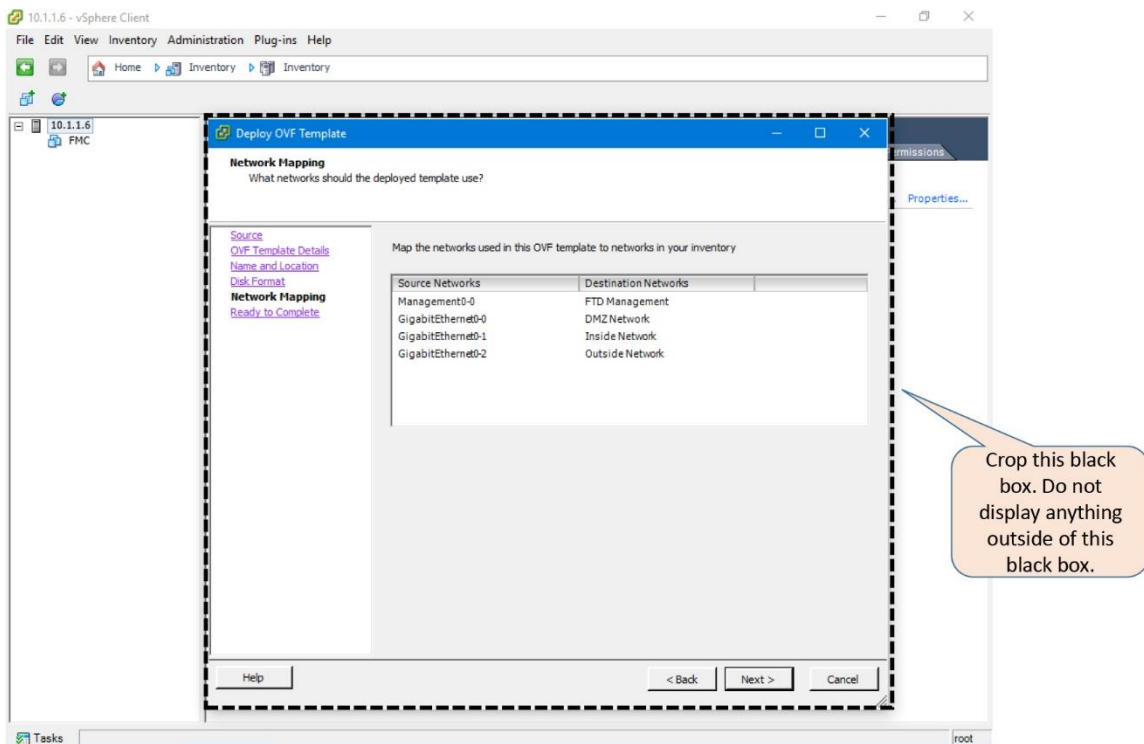 10.1.1.6 - vSphere Client
File Edit View Inventory Administration Plug-ins Help
Home Inventory Inventory
10.1.1.6
FMC
Deploy OVF Template
Network Mapping
What networks should the deployed template use?
Properties...
Source
OVF Template Details
Name and Location
Disk Format
Network Mapping
Ready to Complete
Map the networks used in this OVF template to networks in your inventory
Source Networks Destination Networks
Management0-0 FTD Management
GigabitEthernet0-0 DMZ Network
GigabitEthernet0-1 Inside Network
GigabitEthernet0-2 Outside Network
Crop this black
box. Do not
display anything
outside of this
black box.
Help < Back Next > Cancel
Tasks root